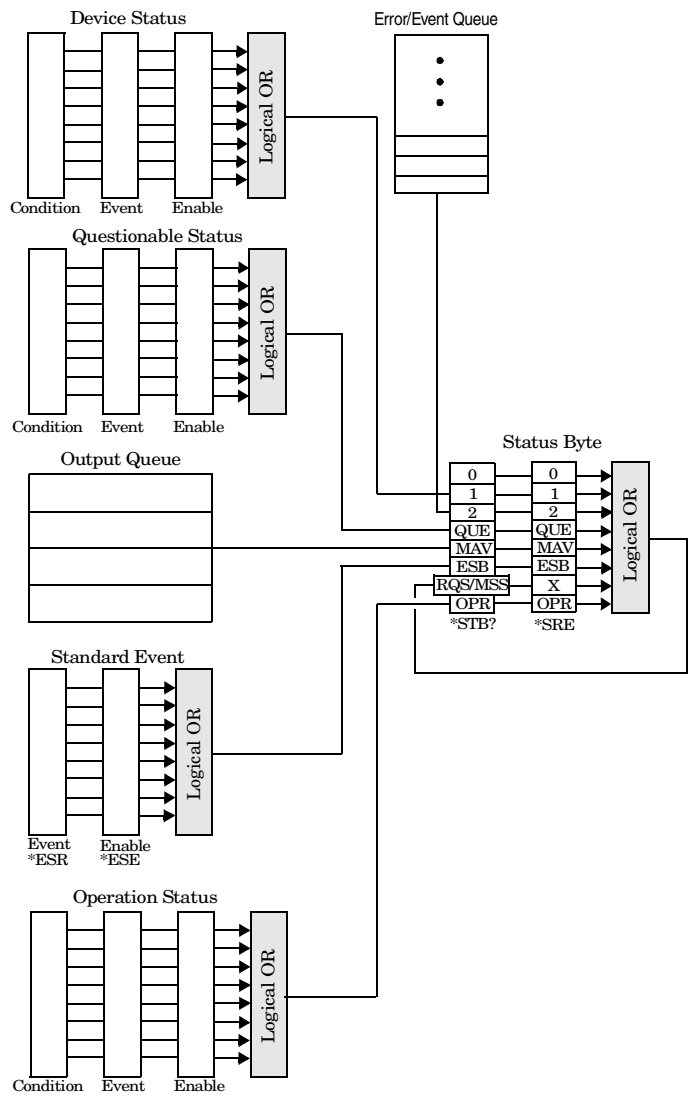 Device Status
Logical OR
Condition Event Enable
Error/Event Queue
Questionable Status
Logical OR
Condition Event Enable
Output Queue
Status Byte
0 0
1 1
2 2
QUE QUE
MAV MAV
ESB ESB
RQS/MSS X
OPR OPR
*STB? *SRE
Logical OR
Standard Event
Logical OR
Event Enable
*ESR *ESE
Operation Status
Logical OR
Condition Event Enable